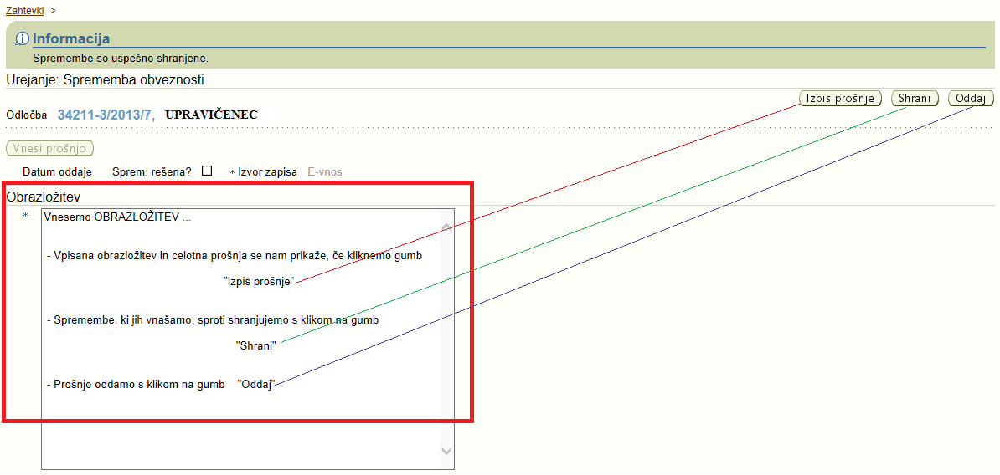 Zahtevki >
Informacija
Spremembe so uspešno shranjene.
Urejanje: Sprememba obveznosti
Izpis prošnje Shrani Oddaj
Odločba 34211-3/2013/7, UPRAVIČENEC
Vnesi prošnjo
Datum oddaje Sprem. rešena? * Izvor zapisa E-vnos
Obrazložitev
* Vnesemo OBRAZLOŽITEV ...
- Vpisana obrazložitev in celotna prošnja se nam prikaže, če kliknemo gumb
"Izpis prošnje"
- Spremembe, ki jih vnašamo, sproti shranjujemo s klikom na gumb
"Shrani"
- Prošnjo oddamo s klikom na gumb "Oddaj"